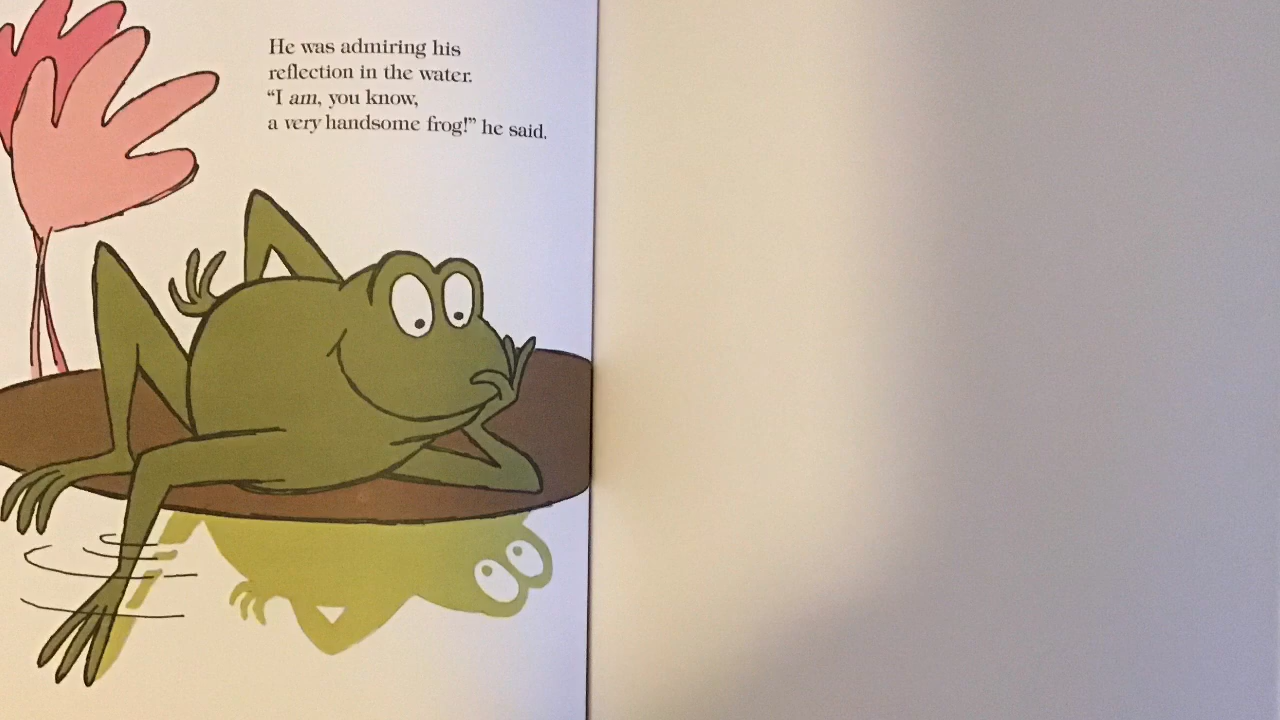 He was admiring his
reflection in the water.
“I am, you know,
a very handsome frog!” he said.